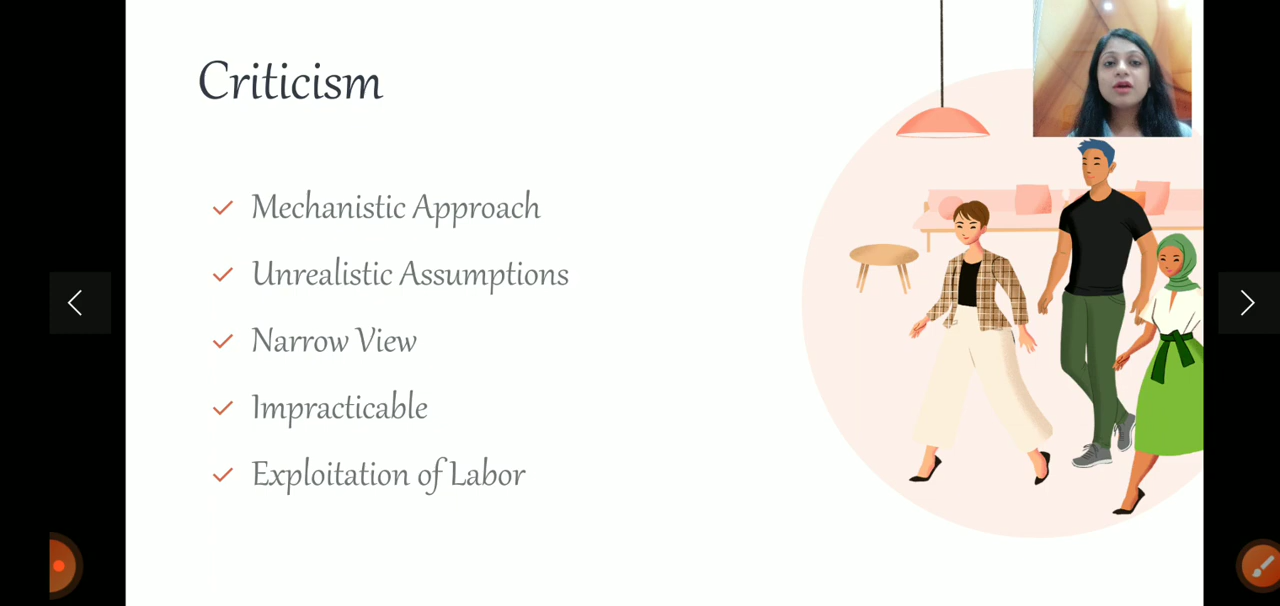 Criticism
Mechanistic Approach
Unrealistic Assumptions
Narrow View
Impracticable
Exploitation of Labor